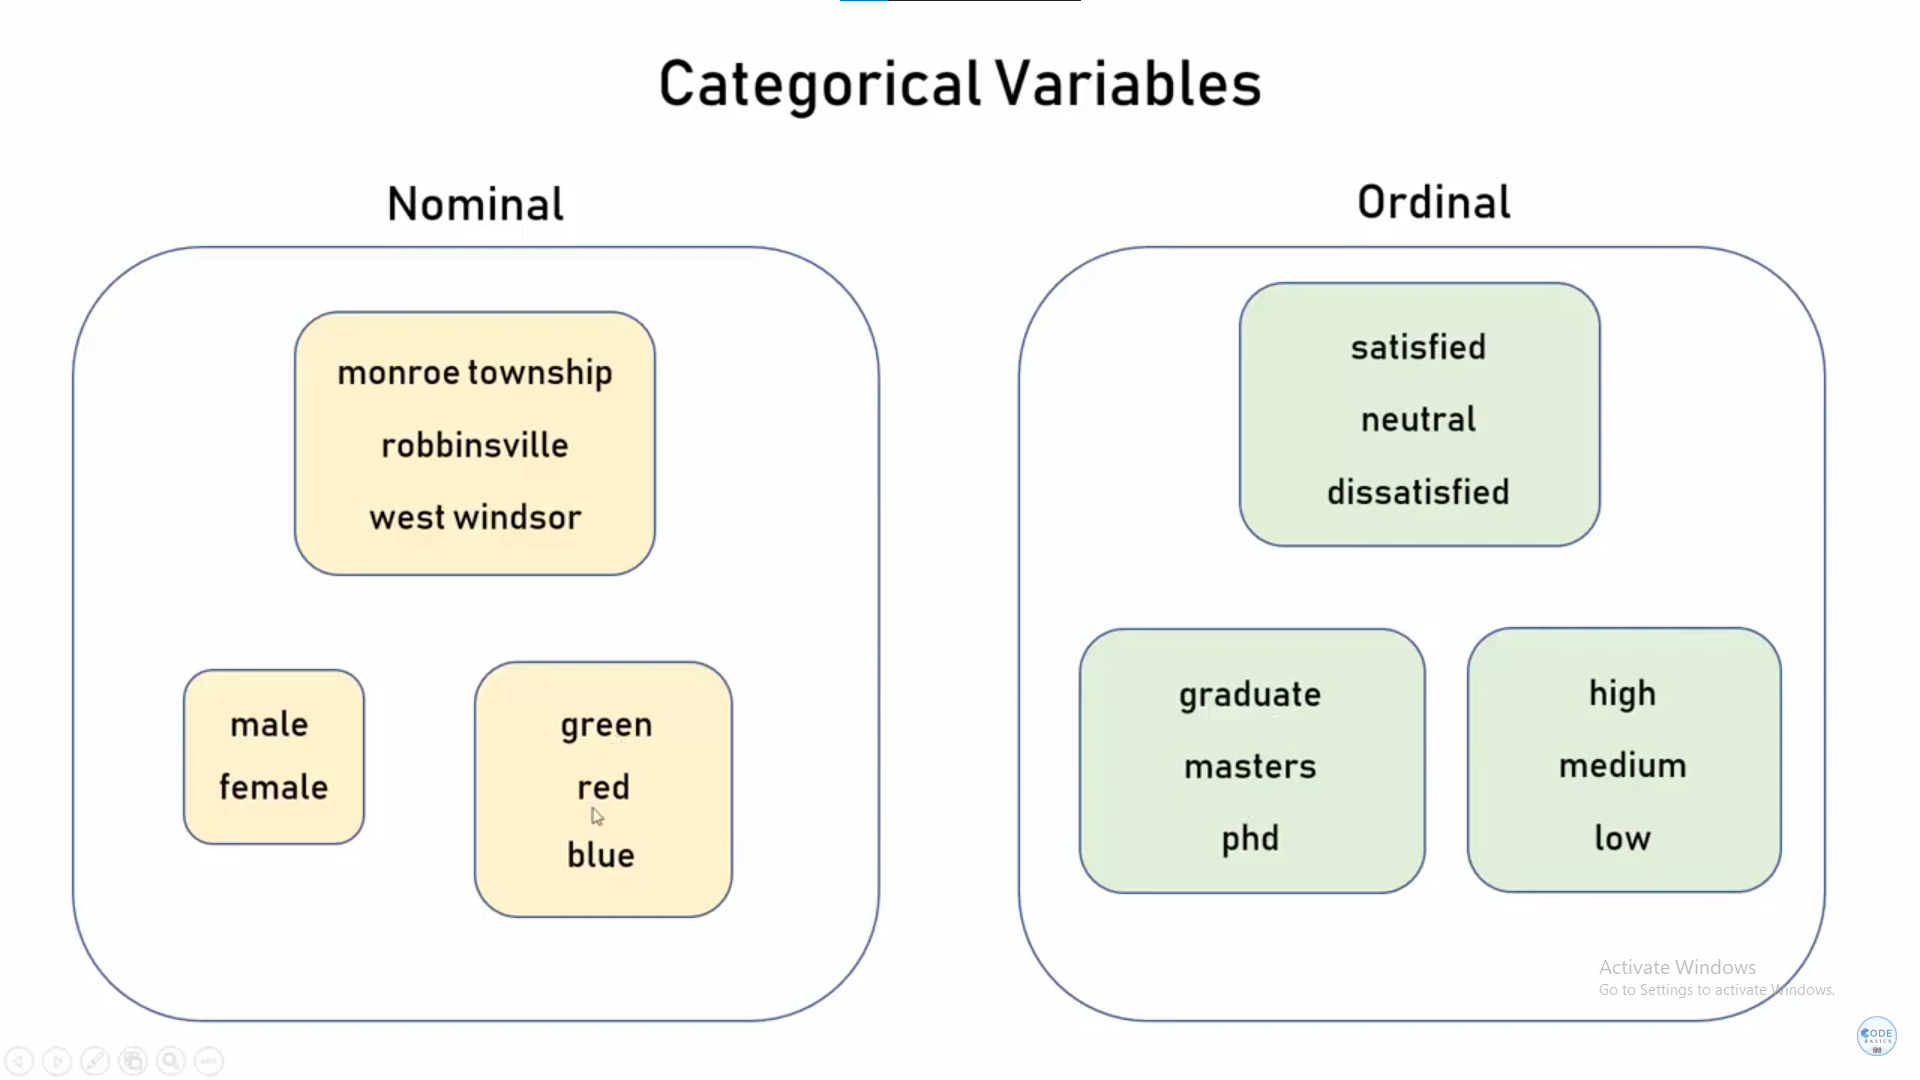 Categorical Variables
Nominal
monroe township
robbinsville
west windsor
male
female
green
red
blue
Ordinal
satisfied
neutral
dissatisfied
graduate
masters
phd
high
medium
low
Activate Windows
Go to Settings to activate Windows.
CODE
BASICS